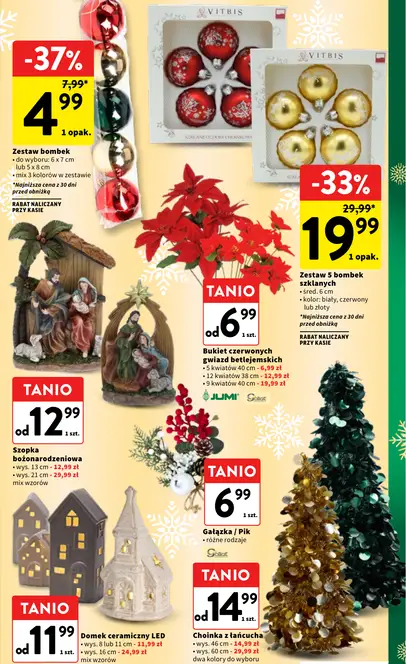 -37%
7,99*
4 99
1 opak.
Zestaw bombek
• do wyboru: 6 x 7 cm
lub 5 x 8 cm
• mix 3 kolorów w zestawie
*Najniższa cena z 30 dni
przed obniżką
RABAT NALICZANY
PRZY KASIE
VITBIS
VITBIS
-33%
29,99*
19 99
1 opak.
Zestaw 5 bombek
szklanych
• śred. 6 cm
• kolor: biały, czerwony
lub złoty
*Najniższa cena z 30 dni
przed obniżką
RABAT NALICZANY
PRZY KASIE
TANIO
od 6 99
1 szt.
Bukiet czerwonych
gwiazd betlejemskich
• 5 kwiatów 40 cm - 6,99 zł
• 12 kwiatów 38 cm - 12,99 zł
• 9 kwiatów 40 cm - 19,99 zł
JUMI
TANIO
od 12 99
1 szt.
Szopka
bożonarodzeniowa
• wys. 13 cm - 12,99 zł
• wys. 21 cm - 29,99 zł
mix wzorów
TANIO
6 99
1 szt.
Gałązka / Pik
• różne rodzaje
TANIO
od 11 99
1 szt.
Domek ceramiczny LED
• wys. 8 lub 11 cm - 11,99 zł
• wys. 16 cm - 24,99 zł
mix wzorów
TANIO
od 14 99
1 szt.
Choinka z łańcucha
• wys. 46 cm - 14,99 zł
• wys. 60 cm - 29,99 zł
dwa kolory do wyboru